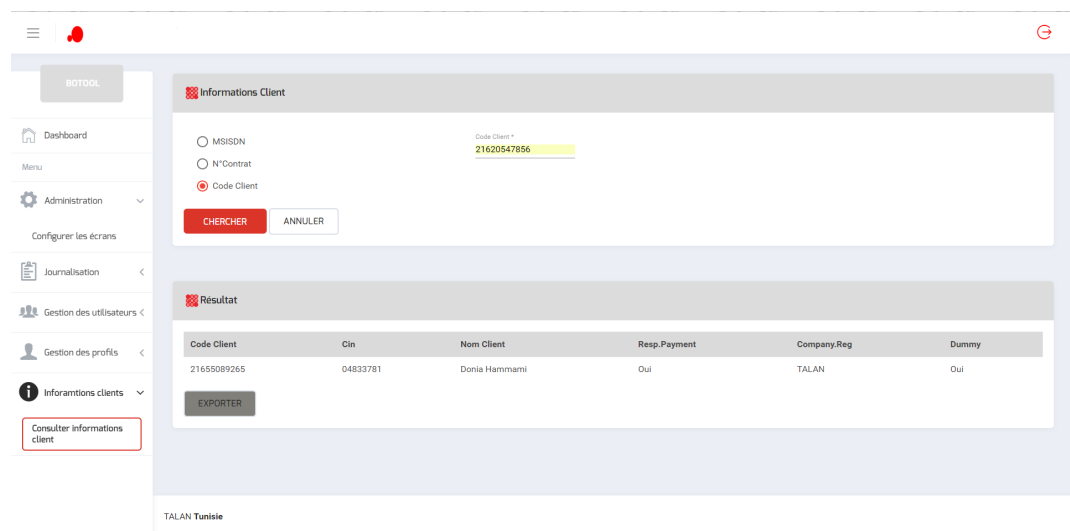 BOTOOL
Dashboard
Menu
Administration
Configurer les écrans
Journalisation
Gestion des utilisateurs
Gestion des profils
Inforamtions clients
Consulter informations
client
Informations Client
MSISDN
N°Contrat
Code Client
Code Client *
21620547856
CHERCHER
ANNULER
Résultat
Code Client Cin Nom Client Resp.Payment Company.Reg Dummy
21655089265 04833781 Donia Hammami Oui TALAN Oui
EXPORTER
TALAN Tunisie